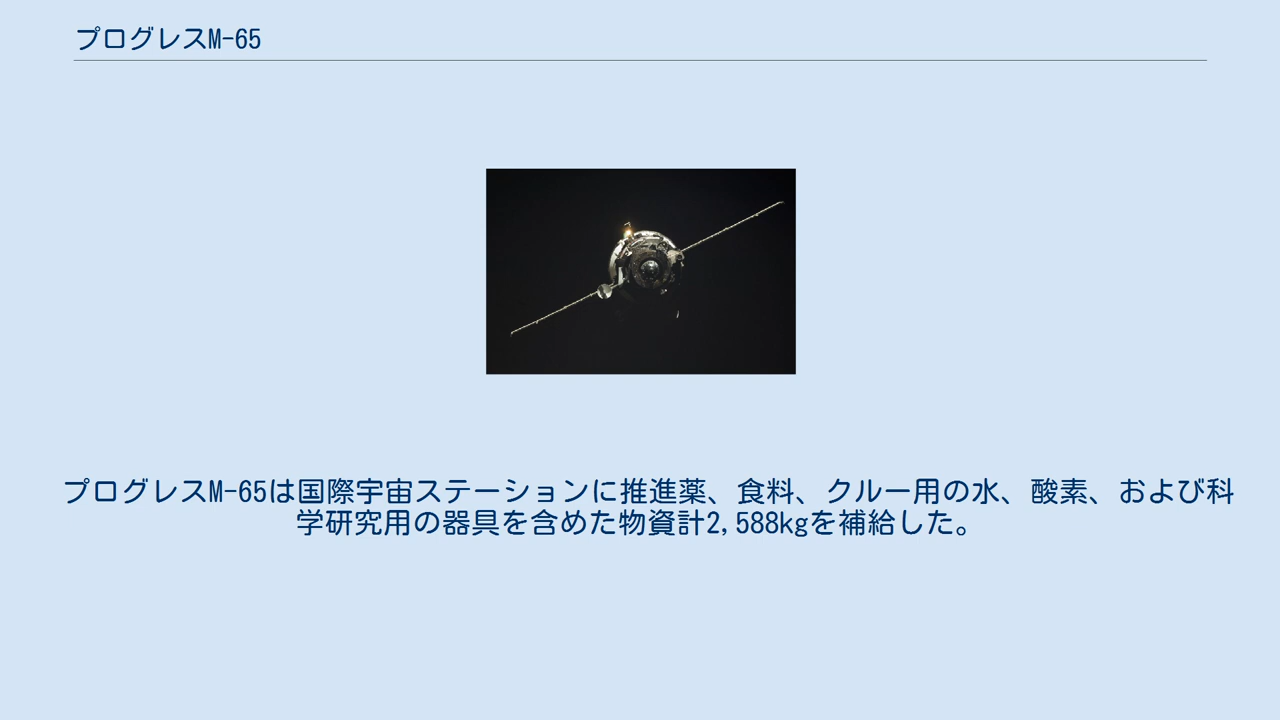 プログレスM-65
プログレスM-65は国際宇宙ステーションに推進薬、食料、クルー用の水、酸素、および科
学研究用の器具を含めた物資計2,588kgを補給した。